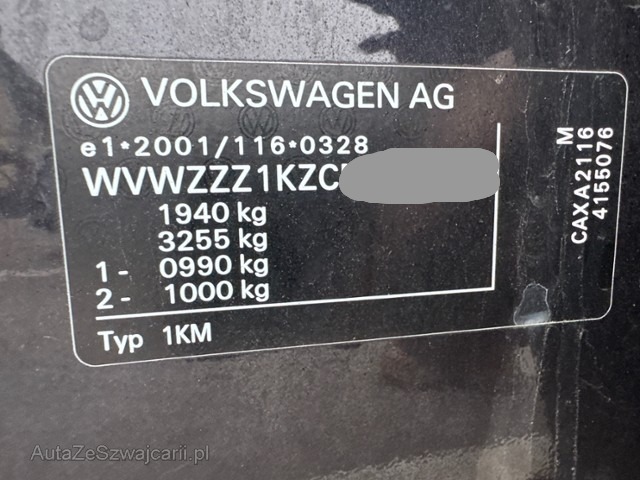 VOLKSWAGEN AG
e1*2001/116*0328
WVWZZZ1KZC
1940 kg
3255 kg
1- 0990 kg
2- 1000 kg
Typ 1KM
M
CAXA2116
4155076
AutaZeSzwajcarii.pl